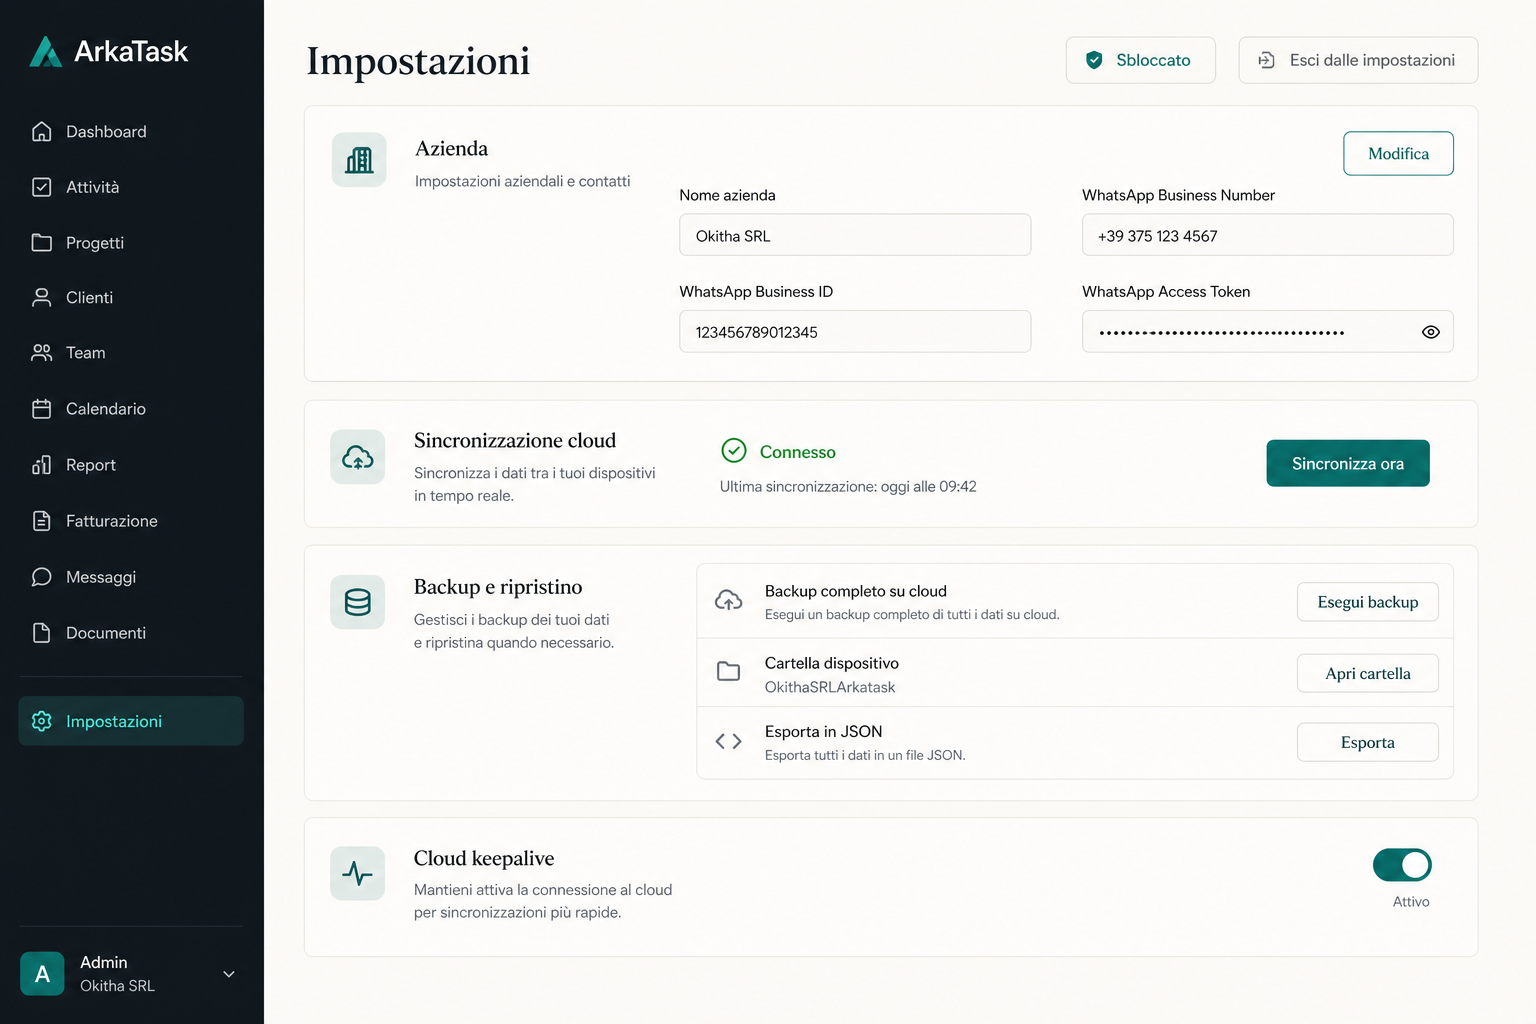 ArkaTask
Dashboard
Attività
Progetti
Clienti
Team
Calendario
Report
Fatturazione
Messaggi
Documenti
Impostazioni
A
Admin
Okitha SRL
Impostazioni
Sbloccato
Esci dalle impostazioni
Azienda
Impostazioni aziendali e contatti
Modifica
Nome azienda
Okitha SRL
WhatsApp Business Number
+39 375 123 4567
WhatsApp Business ID
123456789012345
WhatsApp Access Token
Sincronizzazione cloud
Sincronizza i dati tra i tuoi dispositivi
in tempo reale.
Connesso
Ultima sincronizzazione: oggi alle 09:42
Sincronizza ora
Backup e ripristino
Gestisci i backup dei tuoi dati
e ripristina quando necessario.
Backup completo su cloud
Esegui un backup completo di tutti i dati su cloud.
Esegui backup
Cartella dispositivo
OkithaSRLArkatask
Apri cartella
Esporta in JSON
Esporta tutti i dati in un file JSON.
Esporta
Cloud keepalive
Mantieni attiva la connessione al cloud
per sincronizzazioni più rapide.
Attivo